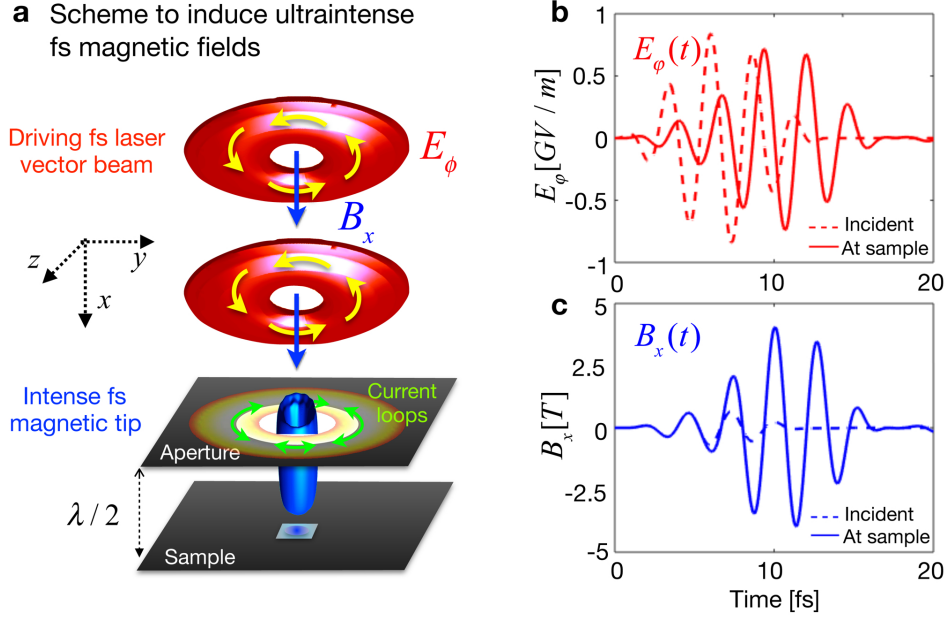 a Scheme to induce ultraintense
fs magnetic fields
Driving fs laser
vector beam
E_ϕ
B_x
z
y
x
Intense fs
magnetic tip
Current
loops
Aperture
λ / 2
Sample
b
E_φ(t)
E_φ[GV / m]
1
0.5
0
-0.5
-1
Incident
At sample
0 10 20
c
B_x(t)
B_x[T]
5
2.5
0
-2.5
-5
Incident
At sample
0 10 20
Time [fs]